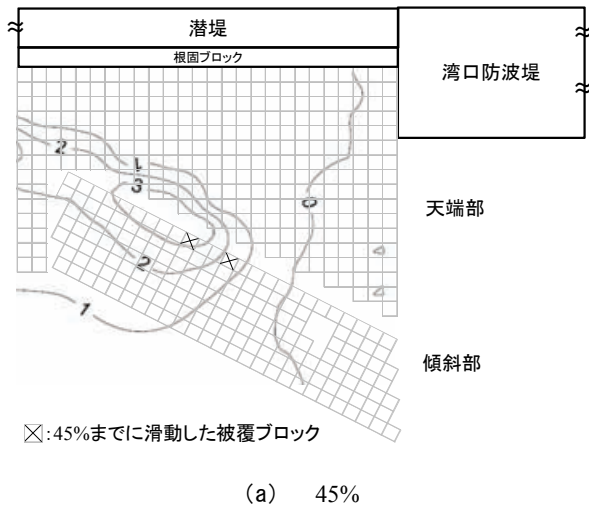 潜堤
根固ブロック
湾口防波堤
2
1
3
0
天端部
2
1
傾斜部
☒:45%までに滑動した被覆ブロック
(a) 45%